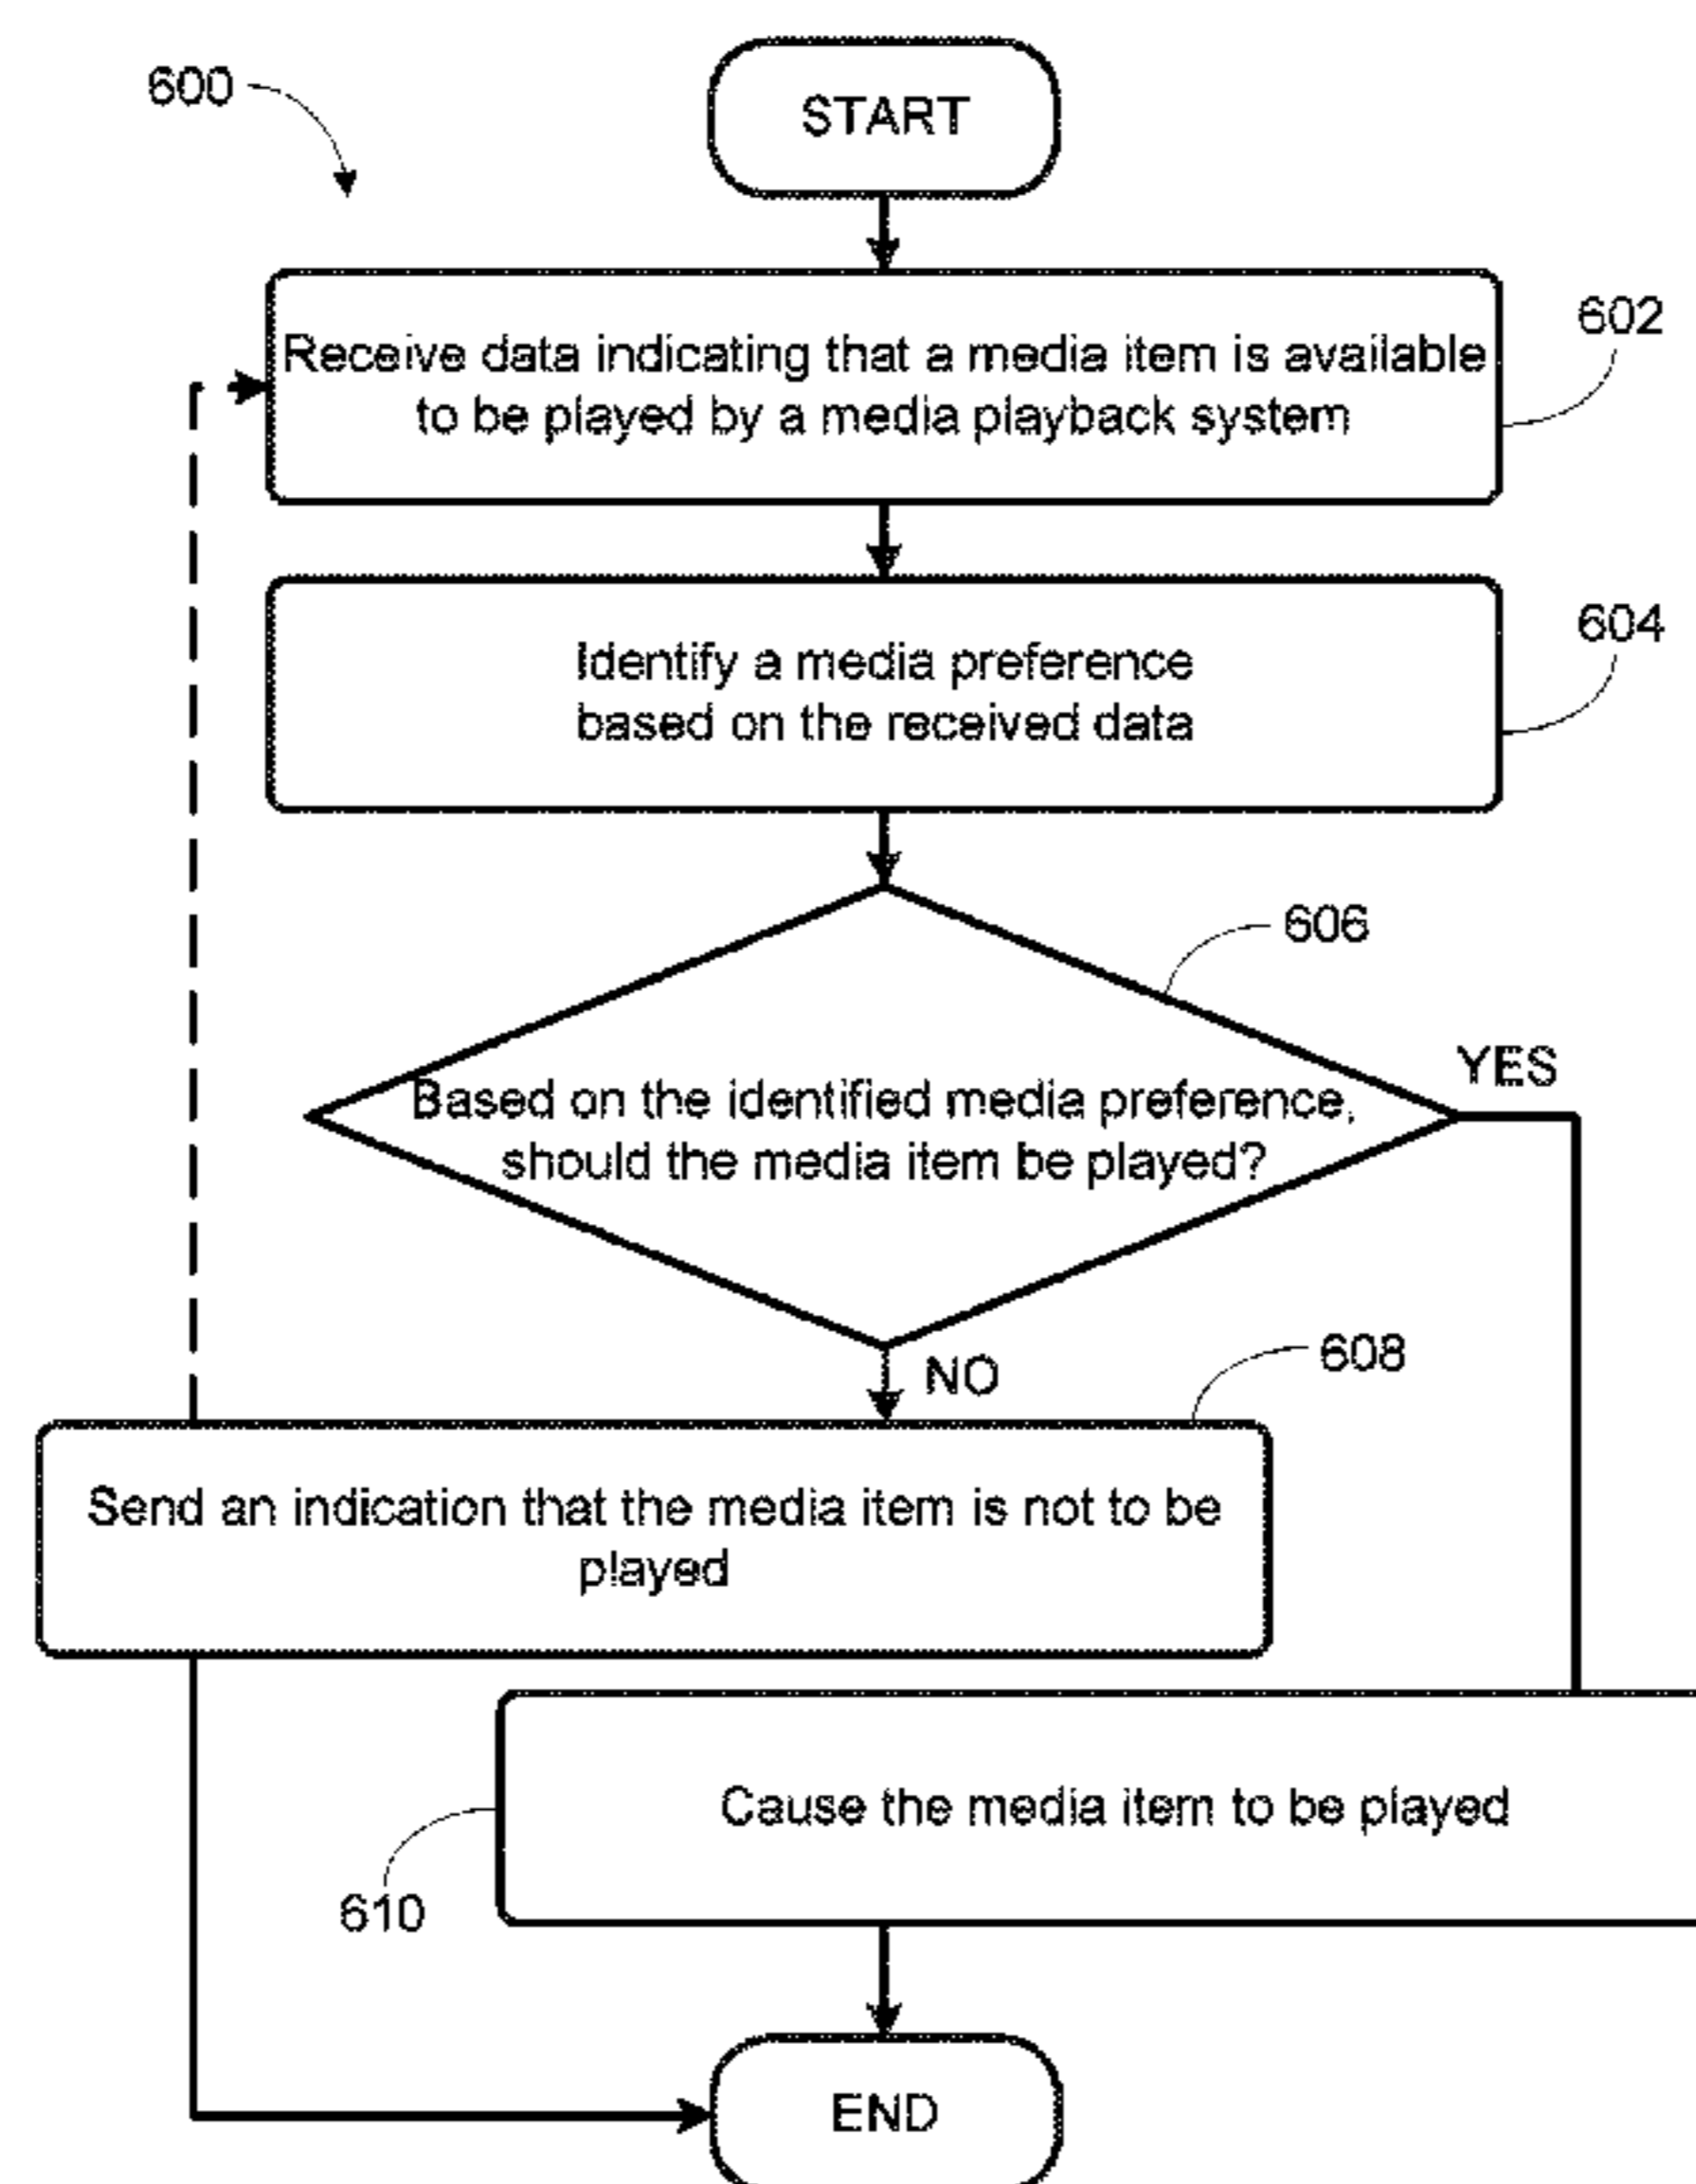 600
START
Receive data indicating that a media item is available
to be played by a media playback system
602
Identify a media preference
based on the received data
604
606
YES
Based on the identified media preference,
should the media item be played?
NO
608
Send an indication that the media item is not to be
played
Cause the media item to be played
610
END